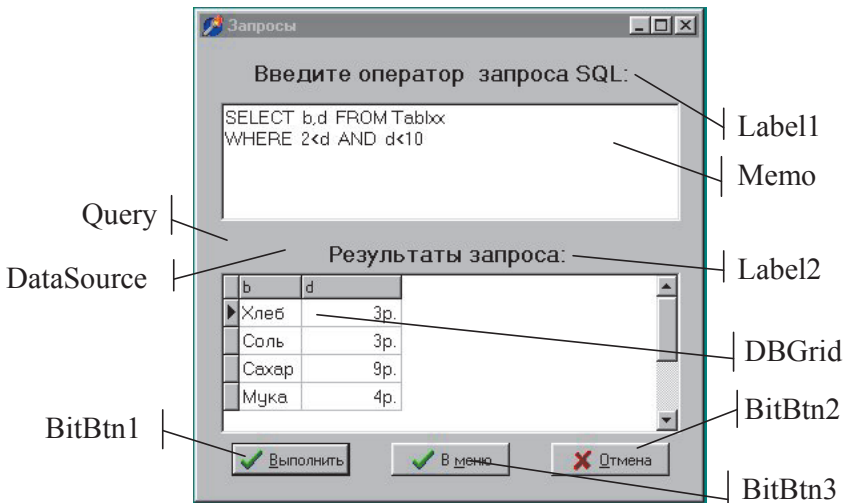 Запросы
Введите оператор запроса SQL:
SELECT b,d FROM Tablxx
WHERE 2<d AND d<10
Label1
Memo
Query
DataSource
Результаты запроса:
Label2
b d
Хлеб 3р.
Соль 3р.
Сахар 9р.
Мука 4р.
DBGrid
BitBtn1
BitBtn2
Выполнить
В меню
Отмена
BitBtn3